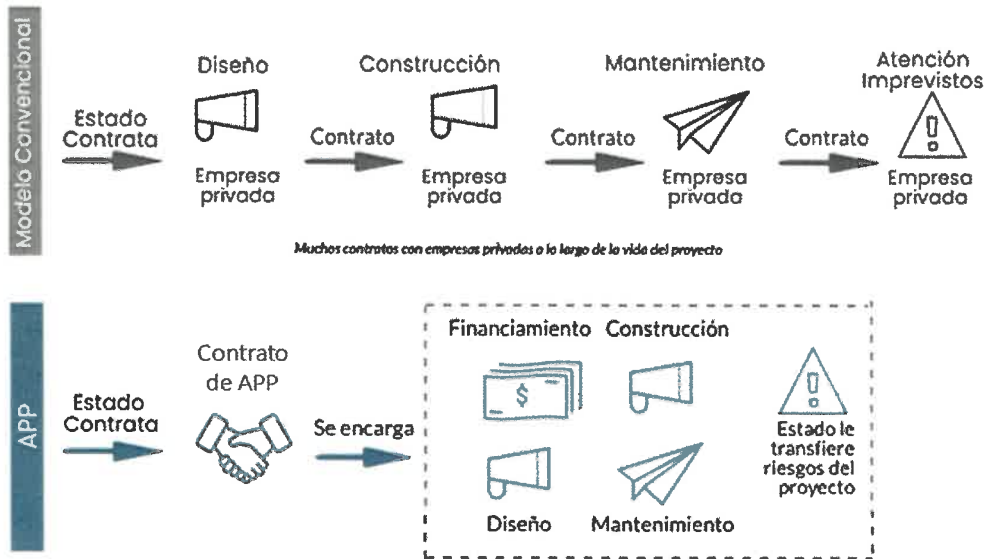 Modelo Convencional
Estado
Contrata
Diseño
Empresa
privada
Contrato
Construcción
Empresa
privada
Contrato
Mantenimiento
Empresa
privada
Contrato
Atención
Imprevistos
Empresa
privada
Muchos contratos con empresas privadas a lo largo de la vida del proyecto
APP
Estado
Contrata
Contrato
de APP
Se encarga
Financiamiento
Construcción
$
Diseño
Mantenimiento
Estado le
transfiere
riesgos del
proyecto